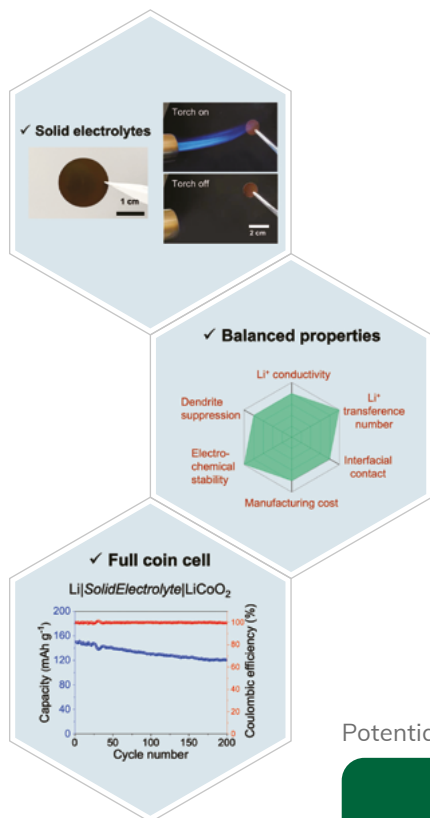 ✓ Solid electrolytes
Torch on
1 cm
Torch off
2 cm
✓ Balanced properties
Li⁺ conductivity
Dendrite
suppression
Li⁺
transference
number
Electro-
chemical
stability
Interfacial
contact
Manufacturing cost
✓ Full coin cell
Li|SolidElectrolyte|LiCoO₂
Capacity (mAh g⁻¹)
200
160
120
80
40
0
100
80
60
40
20
0
Coulombic efficiency (%)
0 50 100 150 200
Cycle number